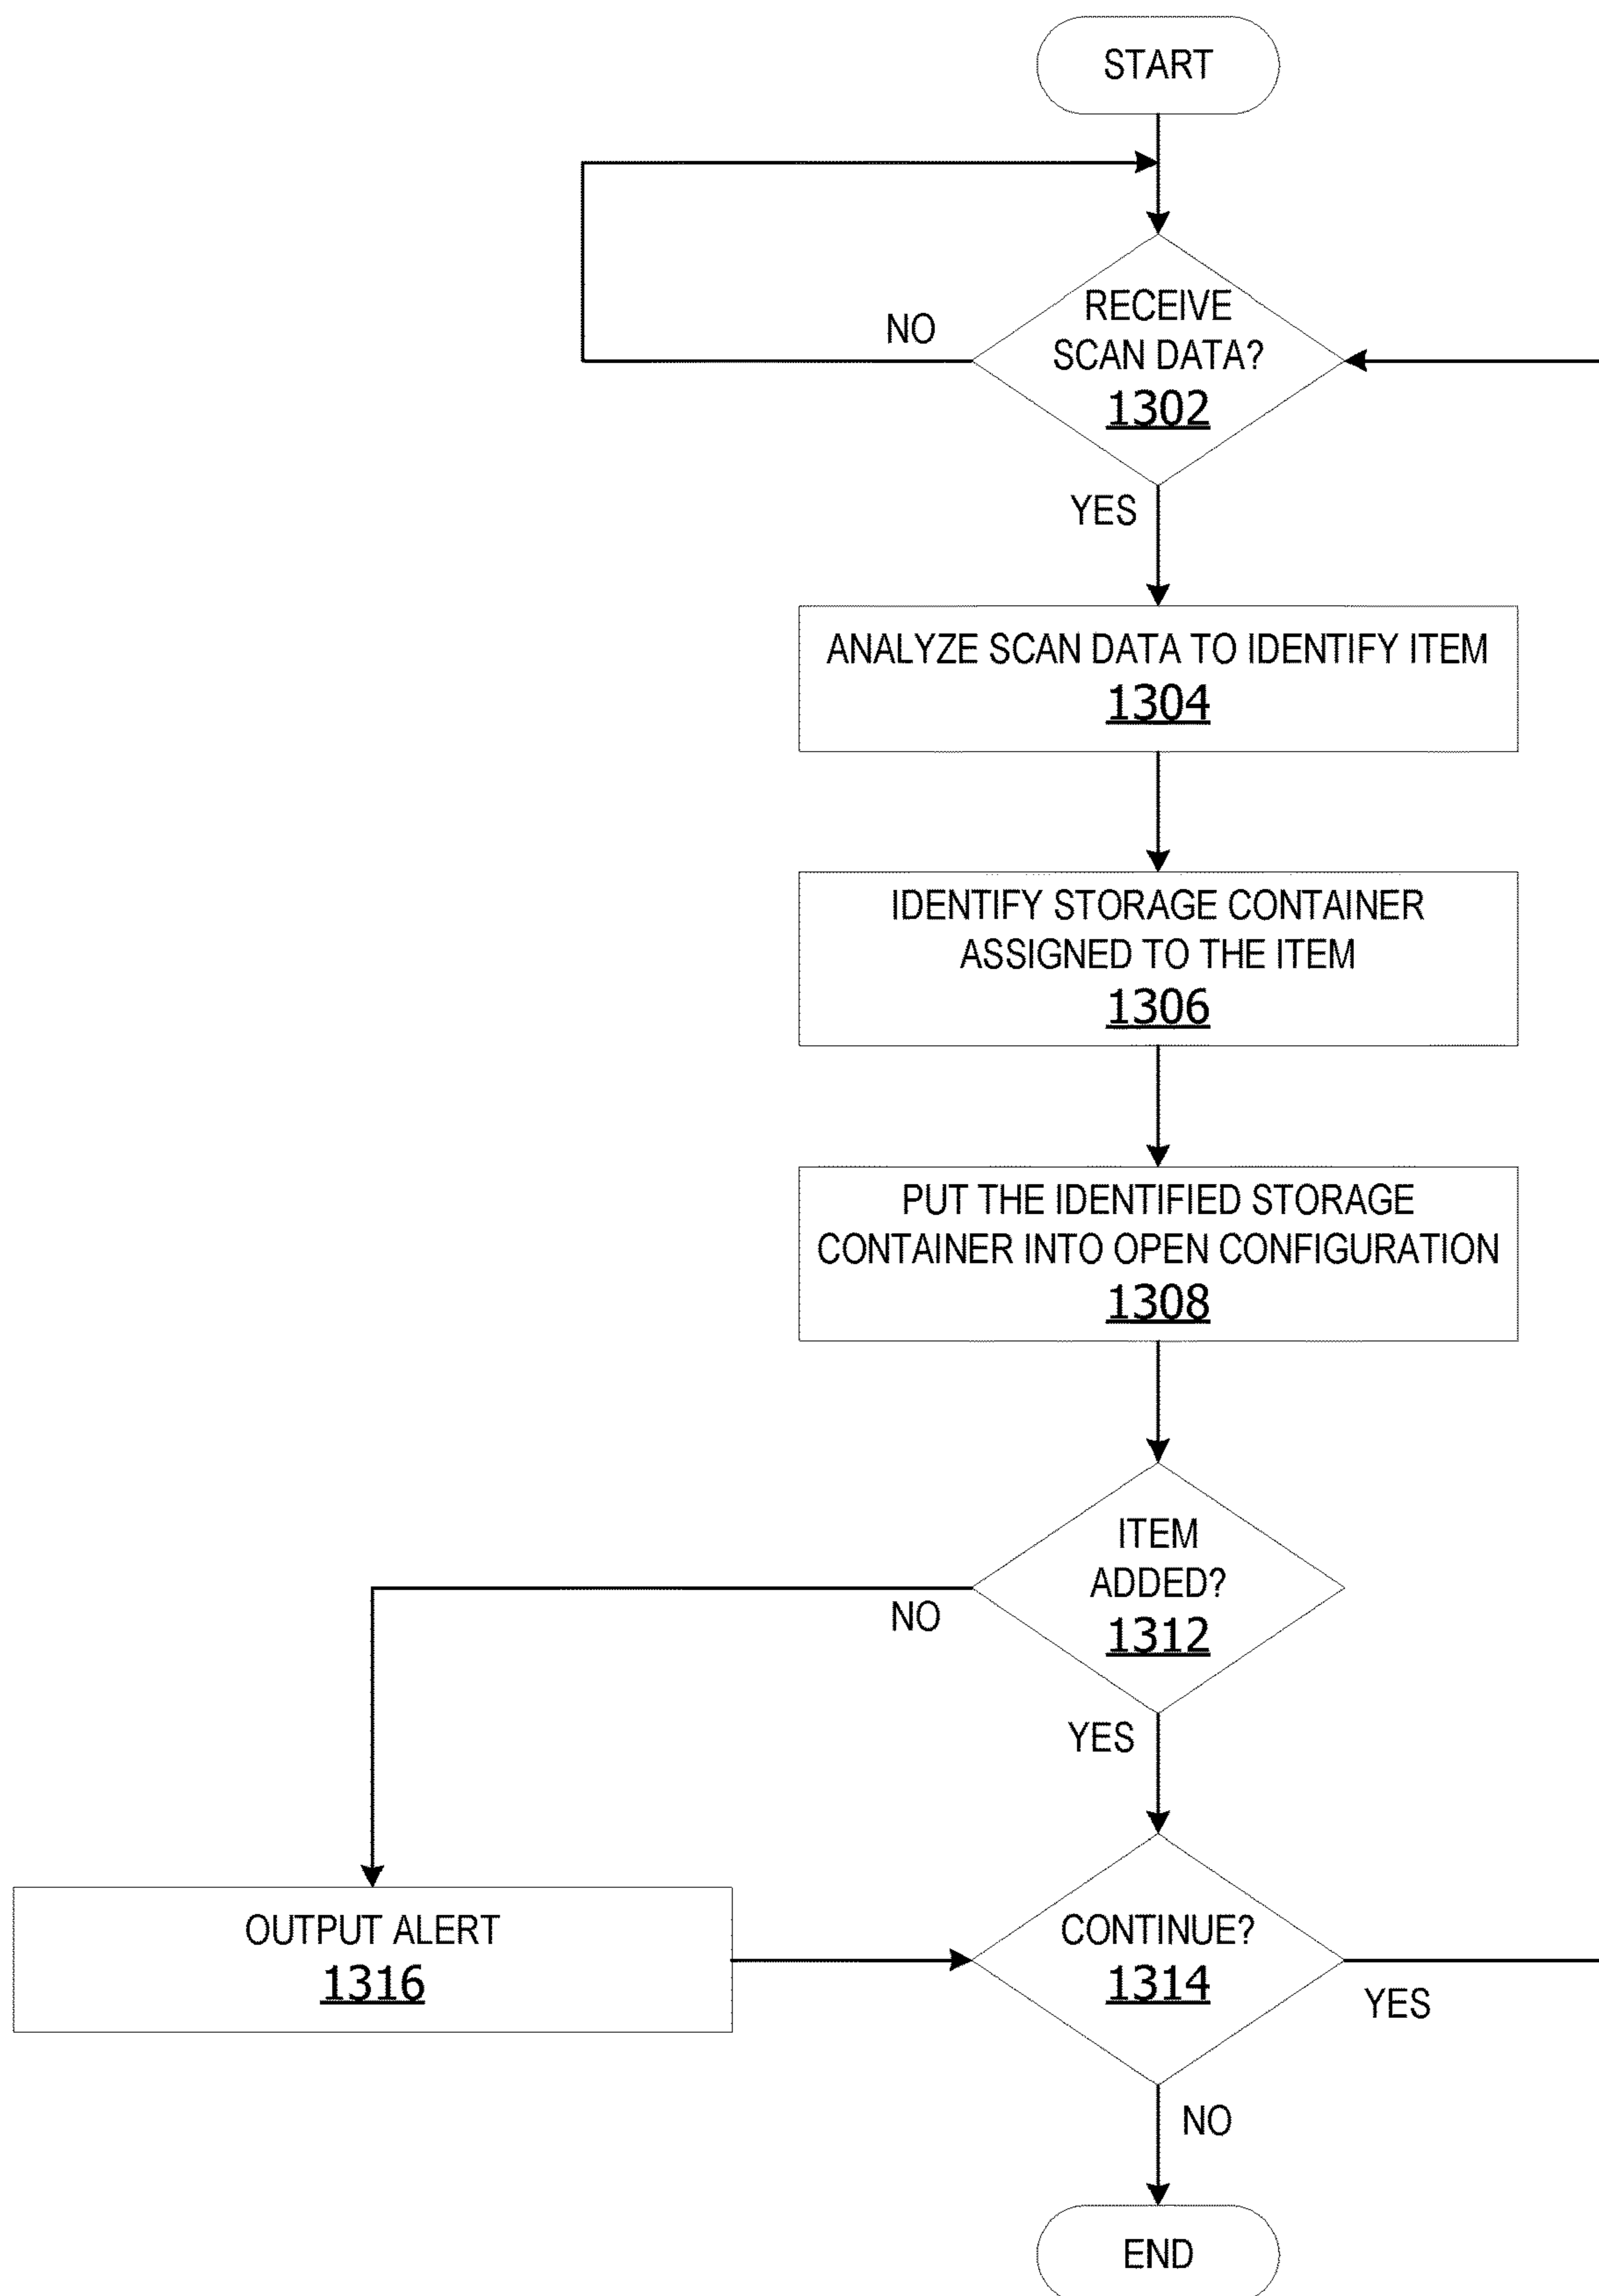 START
RECEIVE
SCAN DATA?
1302
NO
YES
ANALYZE SCAN DATA TO IDENTIFY ITEM
1304
IDENTIFY STORAGE CONTAINER
ASSIGNED TO THE ITEM
1306
PUT THE IDENTIFIED STORAGE
CONTAINER INTO OPEN CONFIGURATION
1308
ITEM
ADDED?
1312
NO
YES
OUTPUT ALERT
1316
CONTINUE?
1314
YES
NO
END